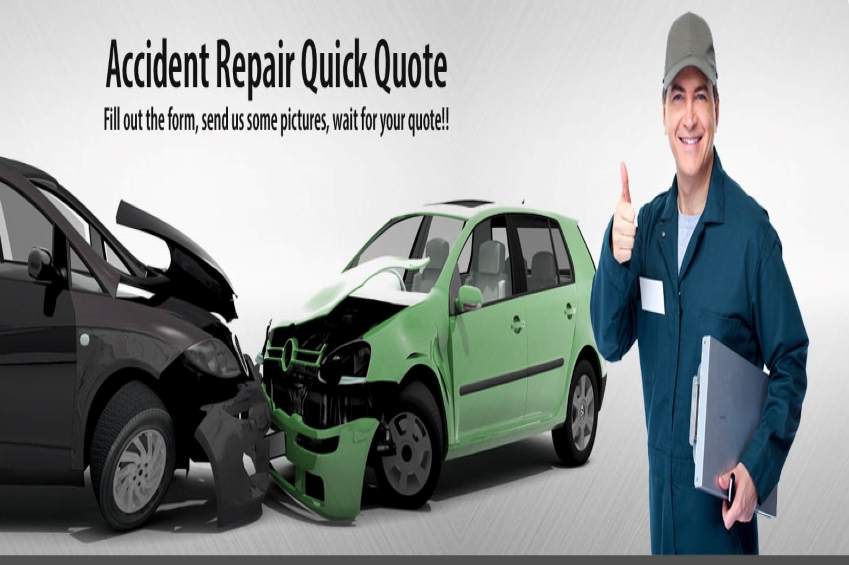 Accident Repair Quick Quote
Fill out the form, send us some pictures, wait for your quote!!